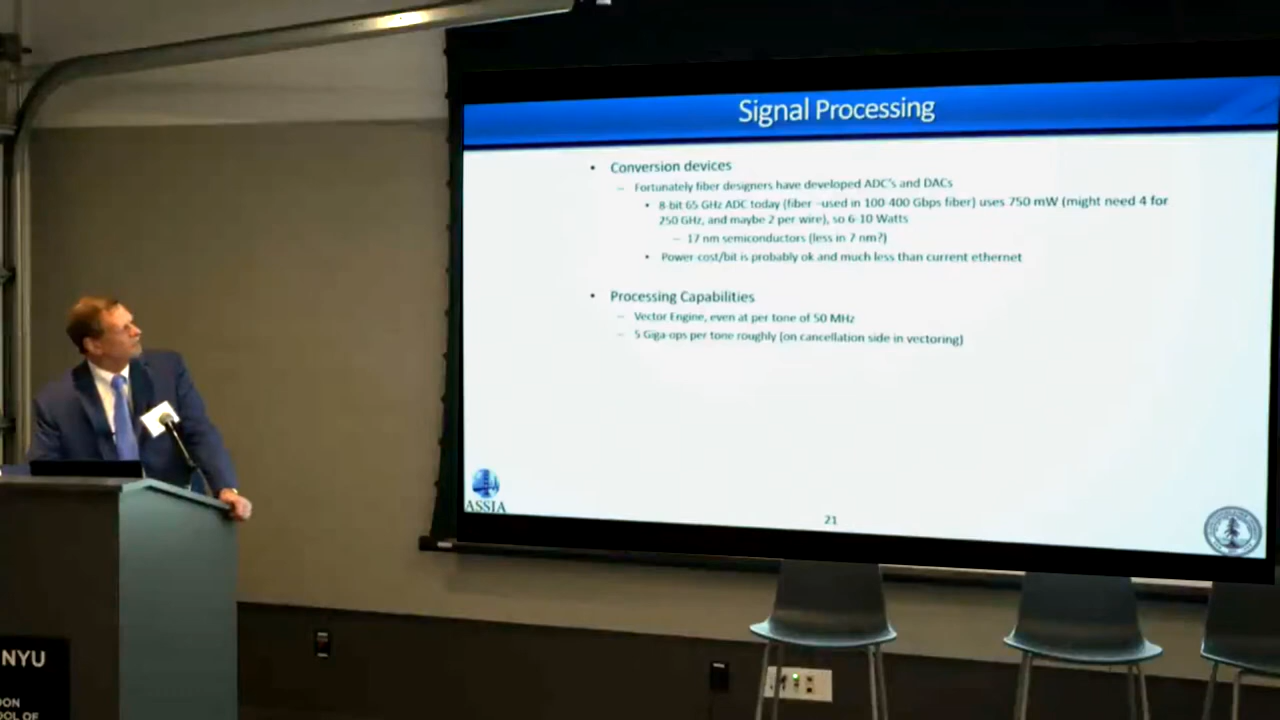 Signal Processing
• Conversion devices
– Fortunately fiber designers have developed ADC's and DACs
• 8-bit 65 GHz ADC today (fiber –used in 100-400 Gbps fiber) uses 750 mW (might need 4 for
250 GHz, and maybe 2 per wire), so 6-10 Watts
– 17 nm semiconductors (less in 7 nm?)
• Power-cost/bit is probably ok and much less than current ethernet
• Processing Capabilities
– Vector Engine, even at per tone of 50 MHz
– 5 Giga-ops per tone roughly (on cancellation side in vectoring)
ASSIA
21
NYU
DON
OOL OF